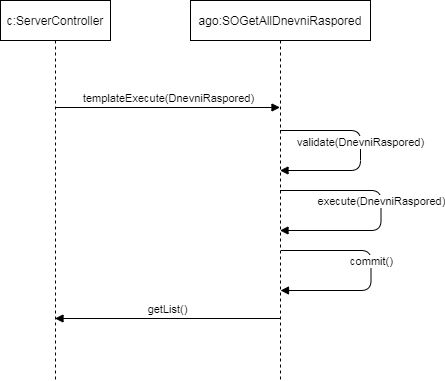 c:ServerController
ago:SOGetAllDnevniRaspored
templateExecute(DnevniRaspored)
validate(DnevniRaspored)
execute(DnevniRaspored)
commit()
getList()